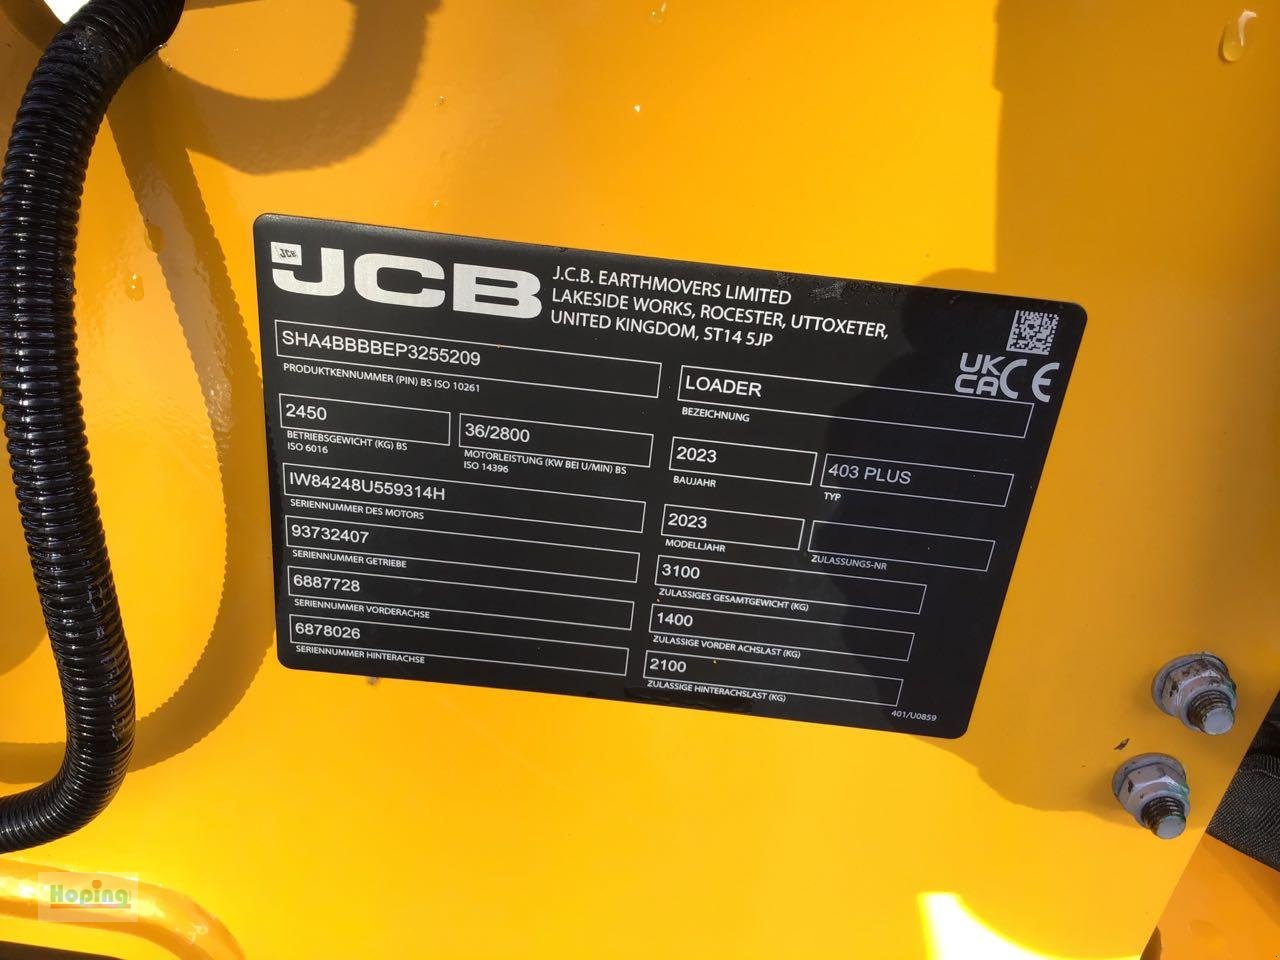 JCB
JCB
J.C.B. EARTHMOVERS LIMITED
LAKESIDE WORKS, ROCESTER, UTTOXETER,
UNITED KINGDOM, ST14 5JP
UK
CA CE
SHA4BBBBEP3255209
PRODUKTKENNUMMER (PIN) BS ISO 10261
LOADER
BEZEICHNUNG
2450
BETRIEBSGEWICHT (KG) BS
ISO 6016
36/2800
MOTORLEISTUNG (KW BEI U/MIN) BS
ISO 14396
2023
BAUJAHR
403 PLUS
TYP
IW84248U559314H
SERIENNUMMER DES MOTORS
2023
MODELLJAHR
ZULASSUNGS-NR
93732407
SERIENNUMMER GETRIEBE
3100
ZULÄSSIGES GESAMTGEWICHT (KG)
6887728
SERIENNUMMER VORDERACHSE
1400
ZULÄSSIGE VORDER ACHSLAST (KG)
6878026
SERIENNUMMER HINTERACHSE
2100
ZULÄSSIGE HINTERACHSLAST (KG)
401/U0859
Hoping